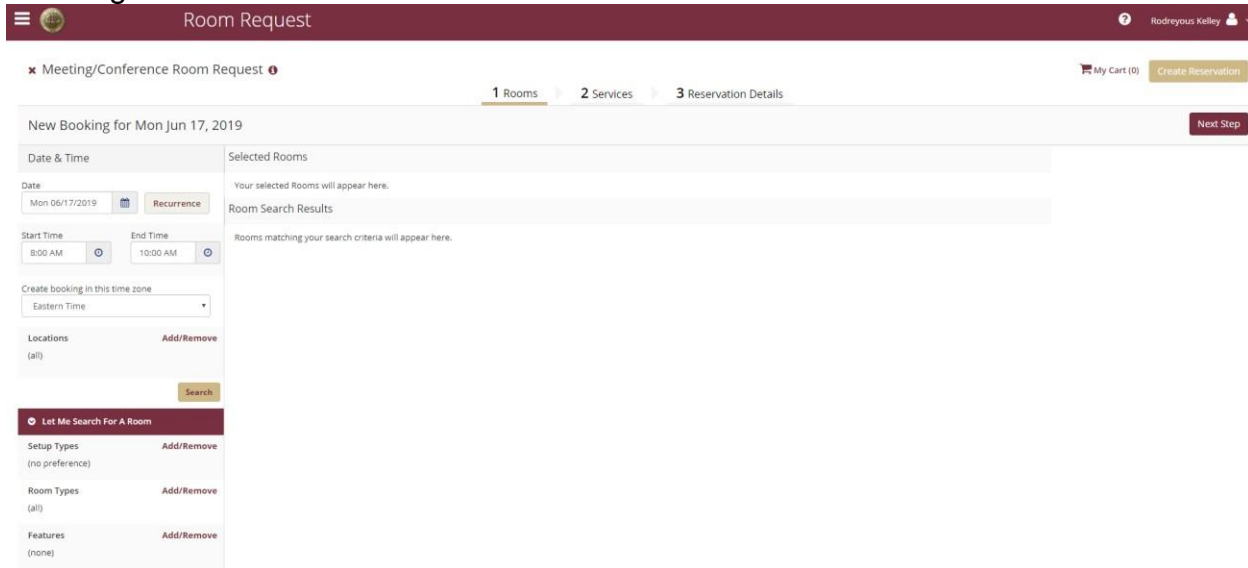 Room Request
Rodreyous Kelley
Meeting/Conference Room Request
My Cart (0)
Create Reservation
1 Rooms
2 Services
3 Reservation Details
New Booking for Mon Jun 17, 2019
Next Step
Date & Time
Selected Rooms
Date
Mon 06/17/2019
Recurrence
Your selected Rooms will appear here.
Room Search Results
Start Time
End Time
8:00 AM
10:00 AM
Rooms matching your search criteria will appear here.
Create booking in this time zone
Eastern Time
Locations
Add/Remove
(all)
Search
Let Me Search For A Room
Setup Types
Add/Remove
(no preference)
Room Types
Add/Remove
(all)
Features
Add/Remove
(none)